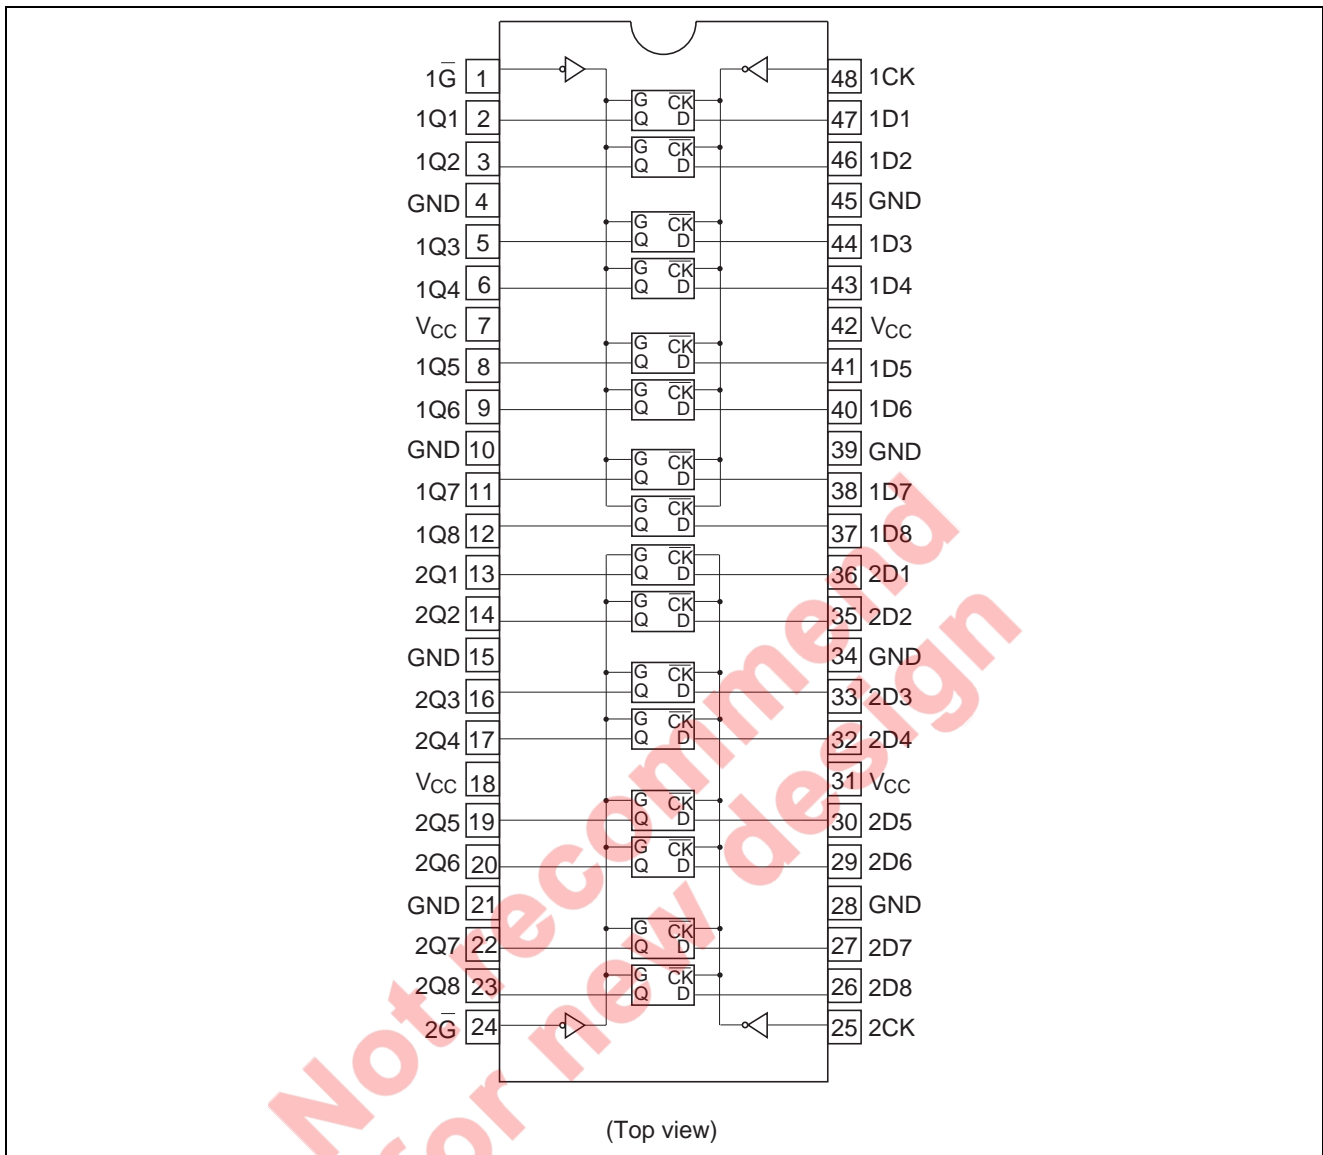 1G̅ 1 48 1CK
G C̅K̅
1Q1 2 Q D 47 1D1
G C̅K̅
1Q2 3 Q D 46 1D2
GND 4 45 GND
G C̅K̅
1Q3 5 Q D 44 1D3
G C̅K̅
1Q4 6 Q D 43 1D4
VCC 7 42 VCC
G C̅K̅
1Q5 8 Q D 41 1D5
G C̅K̅
1Q6 9 Q D 40 1D6
GND 10 39 GND
G C̅K̅
1Q7 11 Q D 38 1D7
G C̅K̅
1Q8 12 Q D 37 1D8
G C̅K̅
2Q1 13 Q D 36 2D1
G C̅K̅
2Q2 14 Q D 35 2D2
GND 15 34 GND
G C̅K̅
2Q3 16 Q D 33 2D3
G C̅K̅
2Q4 17 Q D 32 2D4
VCC 18 31 VCC
G C̅K̅
2Q5 19 Q D 30 2D5
G C̅K̅
2Q6 20 Q D 29 2D6
GND 21 28 GND
G C̅K̅
2Q7 22 Q D 27 2D7
G C̅K̅
2Q8 23 Q D 26 2D8
2G̅ 24 25 2CK
(Top view)
Not recommend
for new design